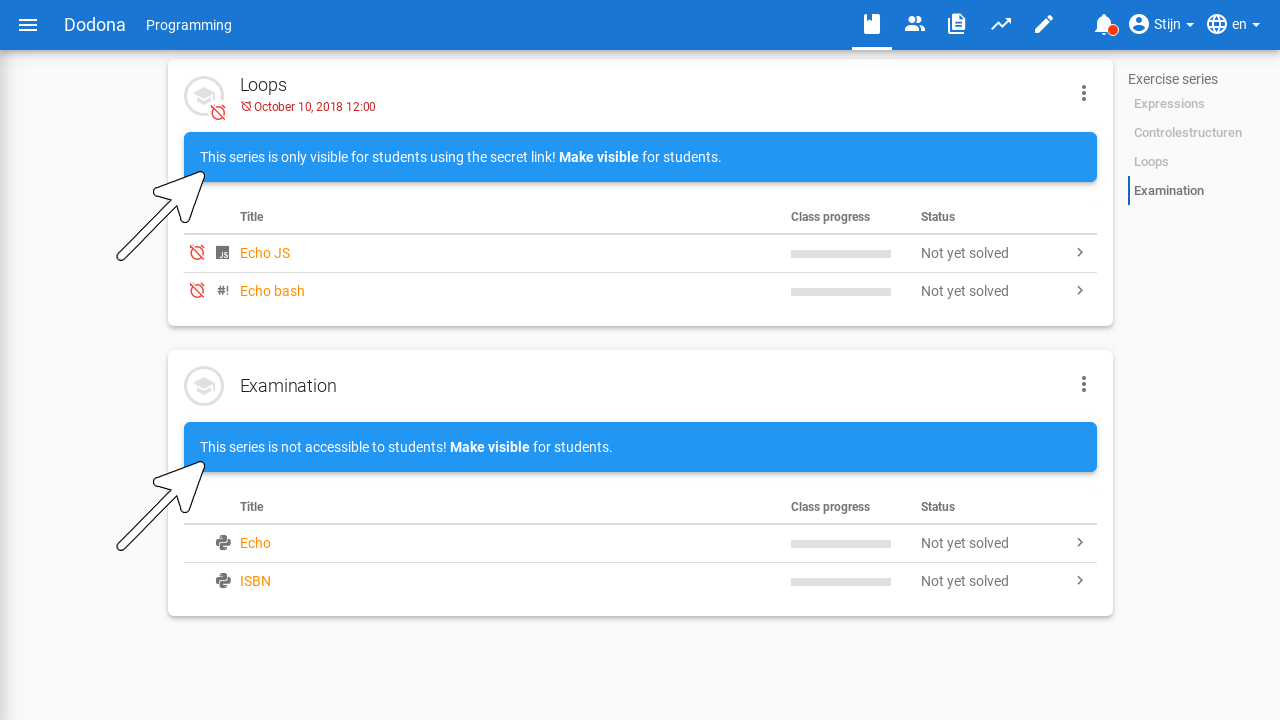 Dodona Programming Stijn en
Loops
October 10, 2018 12:00
This series is only visible for students using the secret link! Make visible for students.
Title Class progress Status
Echo JS Not yet solved
#! Echo bash Not yet solved
Examination
This series is not accessible to students! Make visible for students.
Title Class progress Status
Echo Not yet solved
ISBN Not yet solved
Exercise series
Expressions
Controlestructuren
Loops
Examination